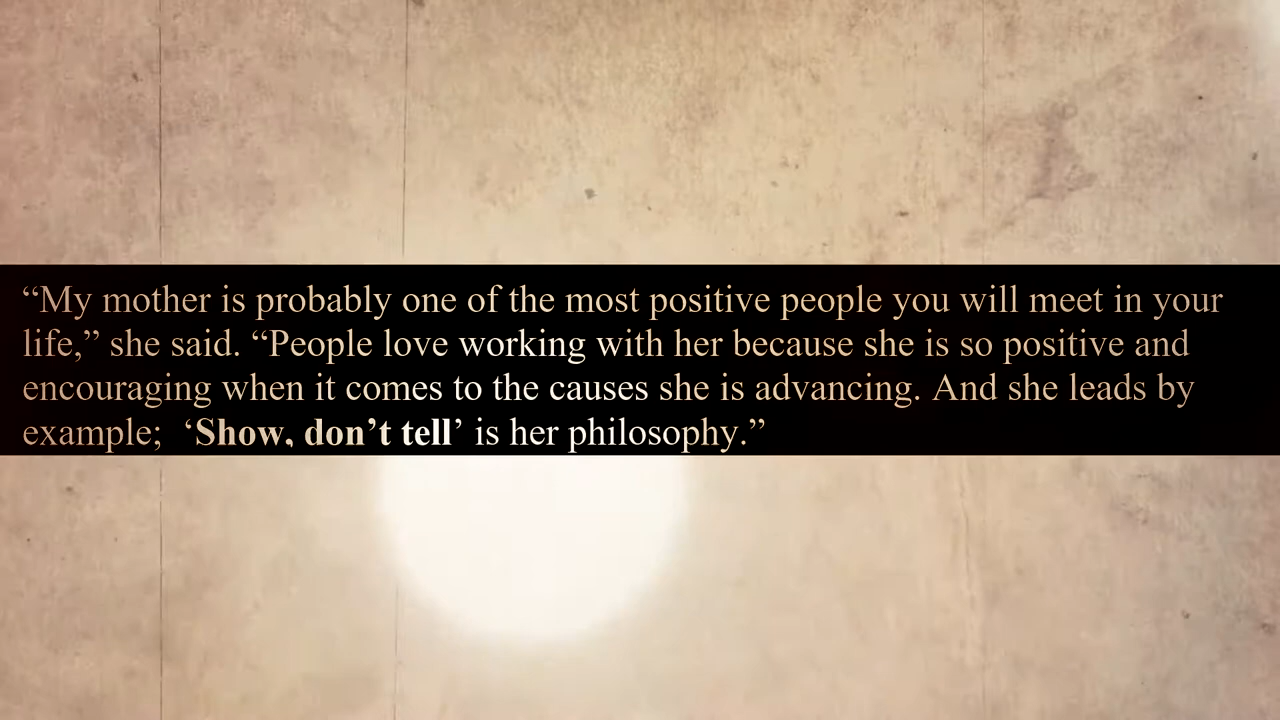 “My mother is probably one of the most positive people you will meet in your
life,” she said. “People love working with her because she is so positive and
encouraging when it comes to the causes she is advancing. And she leads by
example;  ‘Show, don’t tell’ is her philosophy.”